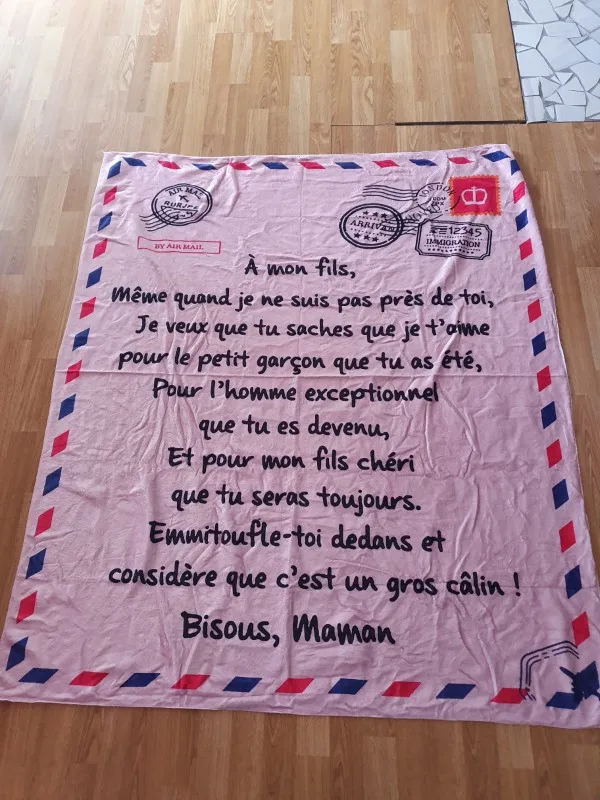 AIR MAIL
LONDON
ARRIVAL
12345
IMMIGRATION
BY AIR MAIL
À mon fils,
Même quand je ne suis pas près de toi,
Je veux que tu saches que je t'aime
pour le petit garçon que tu as été,
Pour l'homme exceptionnel
que tu es devenu,
Et pour mon fils chéri
que tu seras toujours.
Emmitoufle-toi dedans et
considère que c'est un gros câlin !
Bisous, Maman